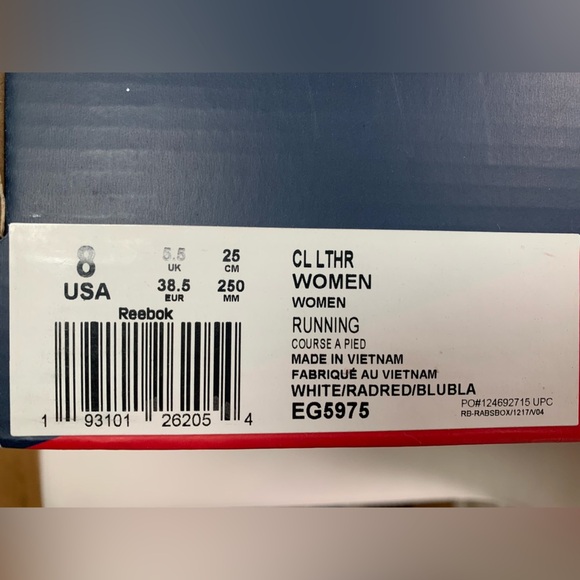 8 5.5 25
UK CM
USA 38.5 250
EUR MM
Reebok
1 93101 26205 4
CL LTHR
WOMEN
WOMEN
RUNNING
COURSE A PIED
MADE IN VIETNAM
FABRIQUÉ AU VIETNAM
WHITE/RADRED/BLUBLA
EG5975
PO#124692715 UPC
RB-RABSBOX/1217/V04